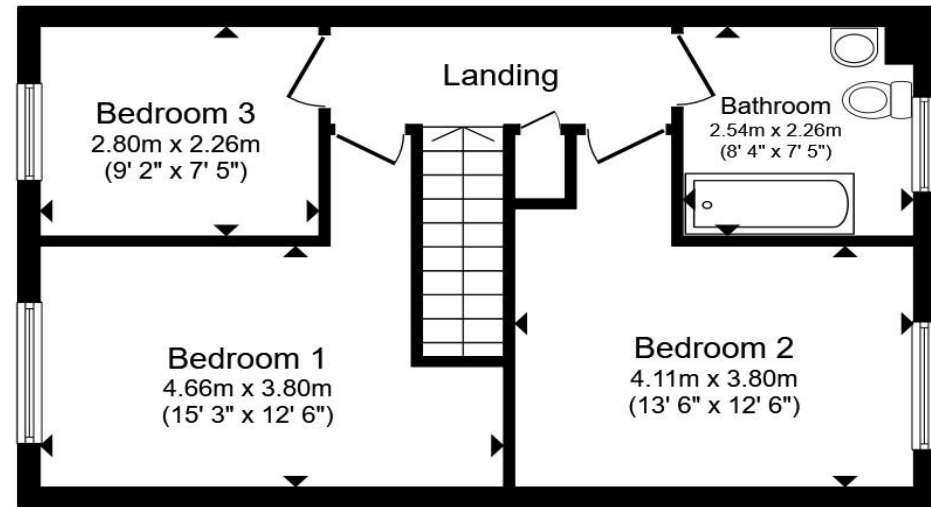 Landing
Bedroom 3
2.80m x 2.26m
(9' 2" x 7' 5")
Bathroom
2.54m x 2.26m
(8' 4" x 7' 5")
Bedroom 1
4.66m x 3.80m
(15' 3" x 12' 6")
Bedroom 2
4.11m x 3.80m
(13' 6" x 12' 6")